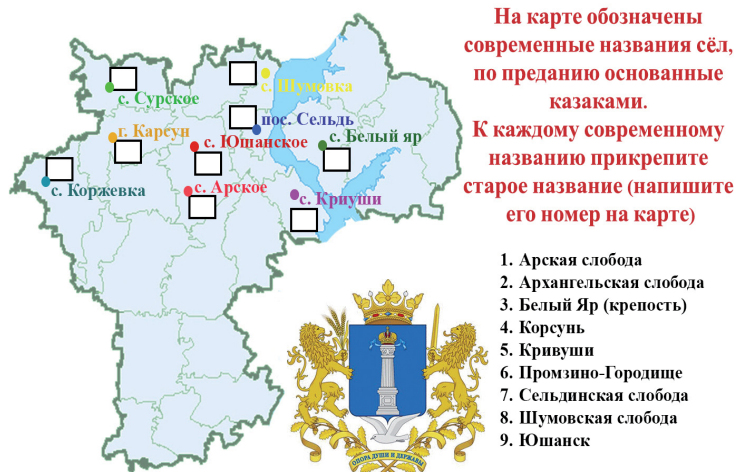 На карте обозначены
современные названия сёл,
по преданию основанные
казаками.
К каждому современному
названию прикрепите
старое название (напишите
его номер на карте)
с. Шумовка
с. Сурское
пос. Сельдь
г. Карсун
с. Юшанское
с. Белый яр
с. Коржевка
с. Арское
с. Криуши
1. Арская слобода
2. Архангельская слобода
3. Белый Яр (крепость)
4. Корсунь
5. Кривуши
6. Промзино-Городище
7. Сельдинская слобода
8. Шумовская слобода
9. Юшанск
ОПОРА ДУШИ И ДЕРЖАВЫ